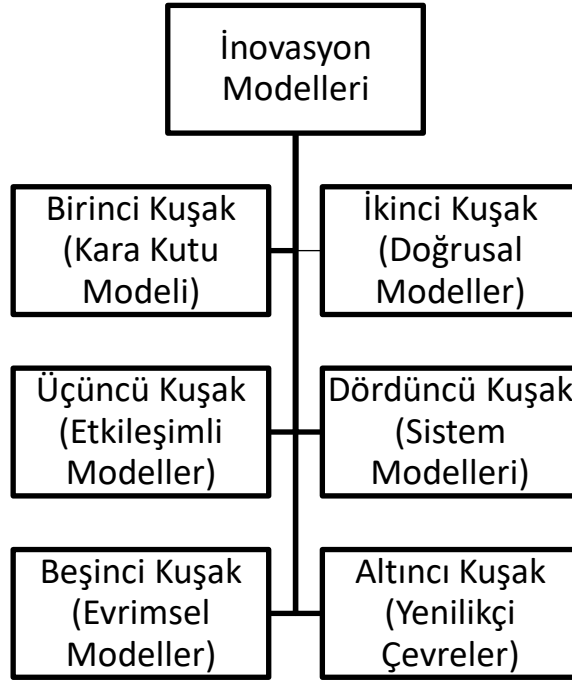 İnovasyon
Modelleri
Birinci Kuşak
(Kara Kutu
Modeli)
İkinci Kuşak
(Doğrusal
Modeller)
Üçüncü Kuşak
(Etkileşimli
Modeller)
Dördüncü Kuşak
(Sistem
Modelleri)
Beşinci Kuşak
(Evrimsel
Modeller)
Altıncı Kuşak
(Yenilikçi
Çevreler)